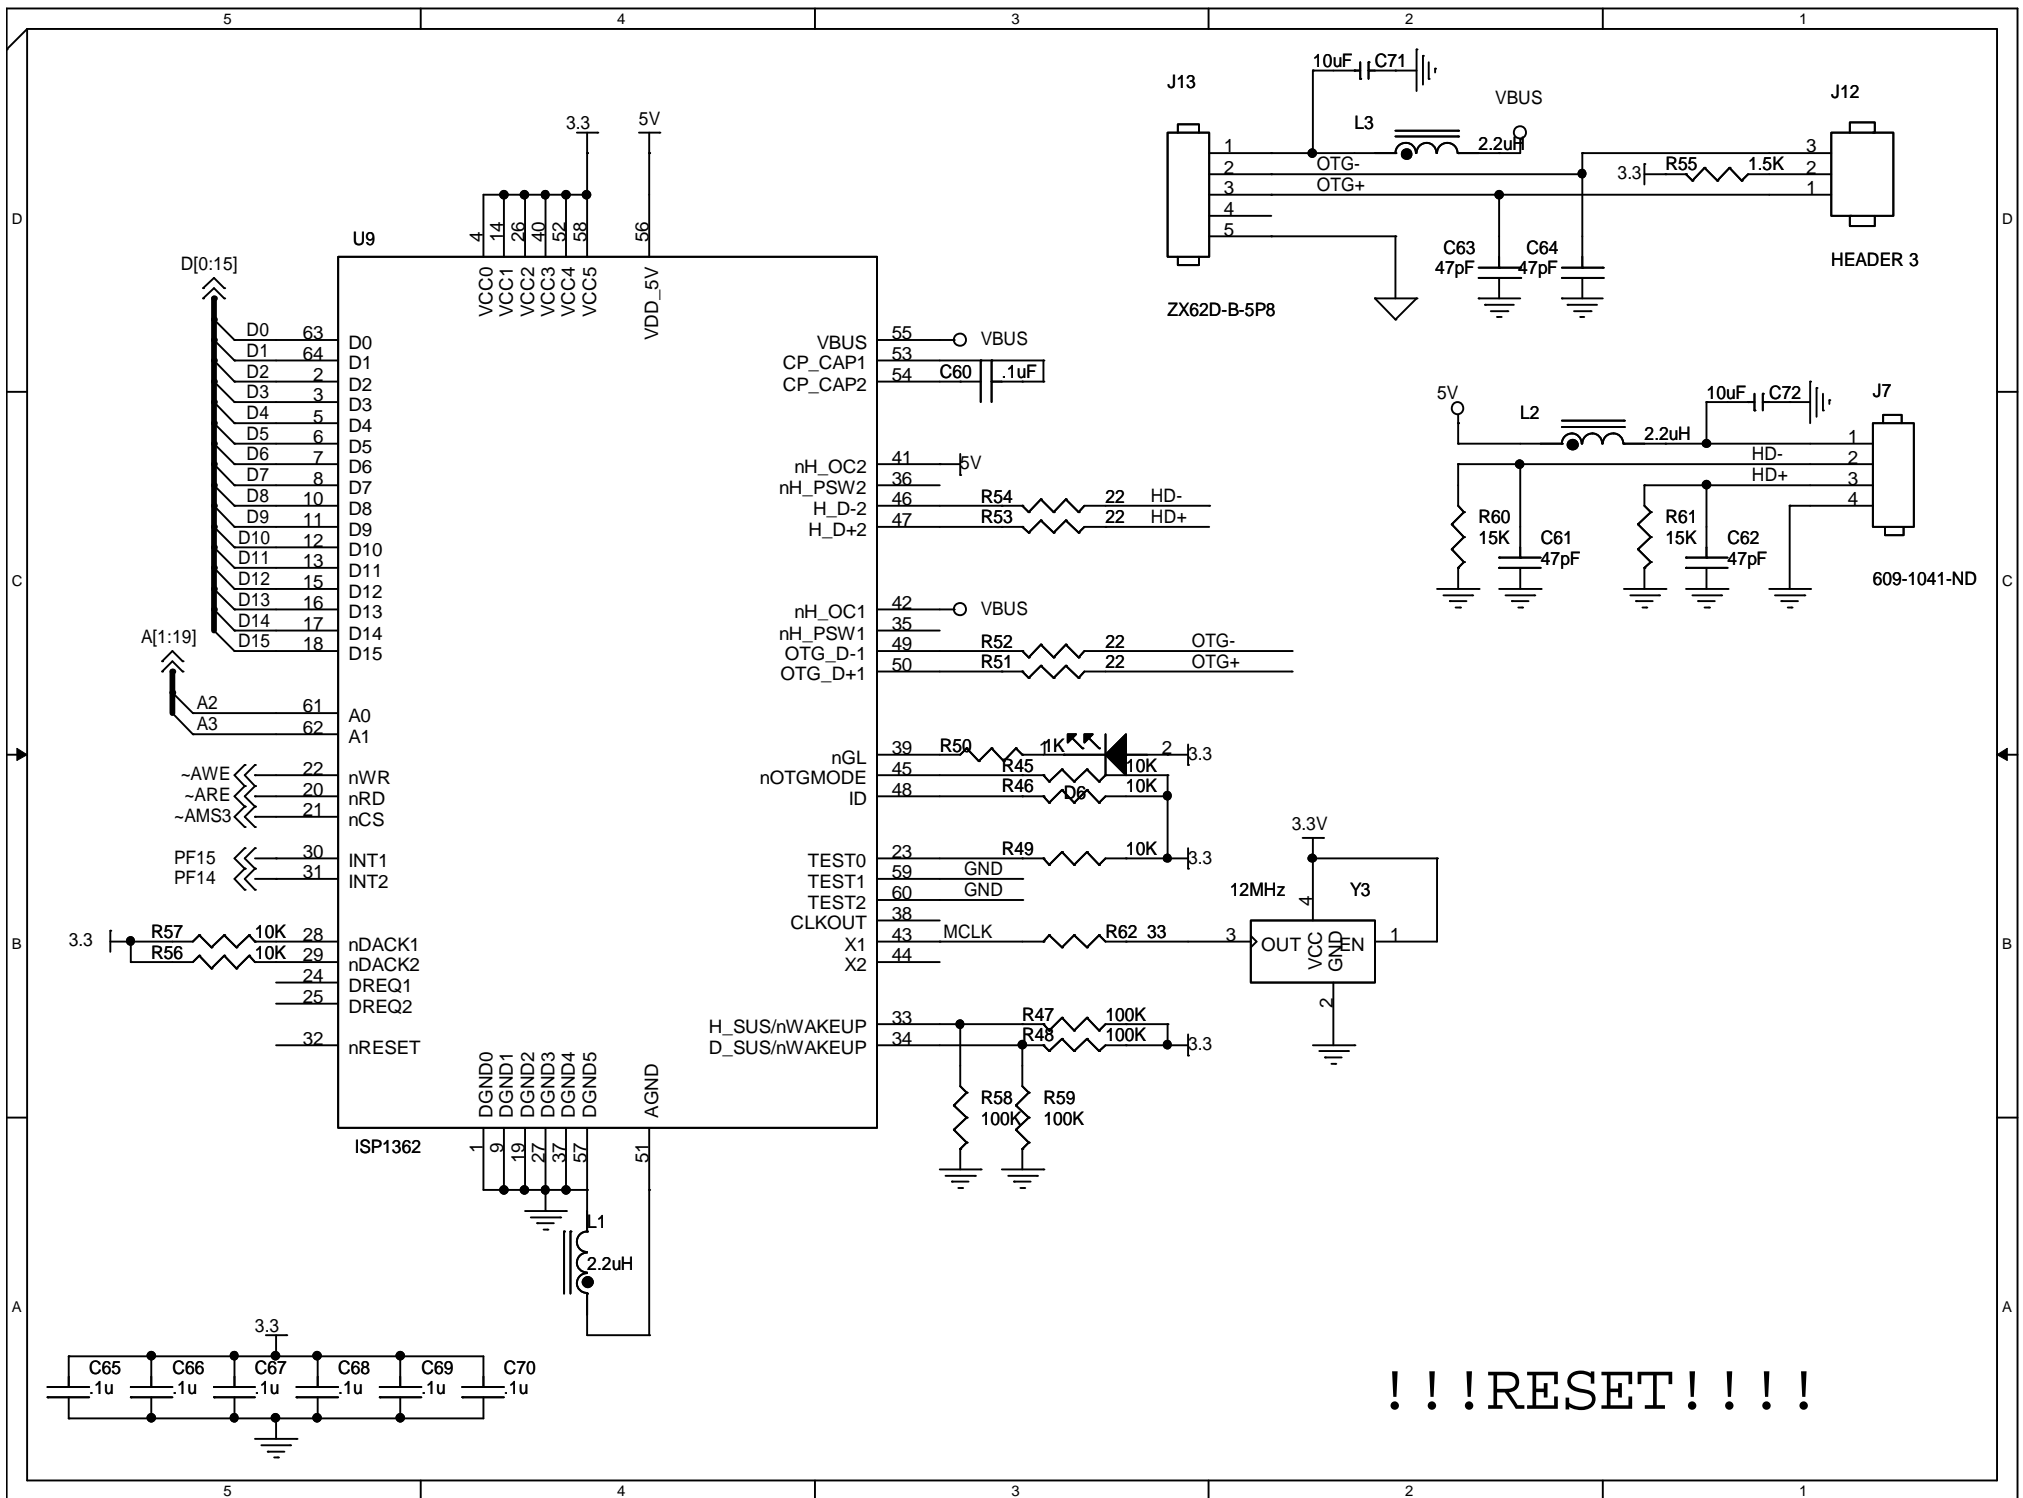 5 4 3 2 1
D D
C C
B B
A A
5 4 3 2 1
U9
ISP1362
3.3
5V
4 14 26 40 52 58 56
VCC0 VCC1 VCC2 VCC3 VCC4 VCC5 VDD_5V
D[0:15]
D0 63 D0
D1 64 D1
D2 2 D2
D3 3 D3
D4 5 D4
D5 6 D5
D6 7 D6
D7 8 D7
D8 10 D8
D9 11 D9
D10 12 D10
D11 13 D11
D12 15 D12
D13 16 D13
D14 17 D14
D15 18 D15
A[1:19]
A2 61 A0
A3 62 A1
~AWE 22 nWR
~ARE 20 nRD
~AMS3 21 nCS
PF15 30 INT1
PF14 31 INT2
3.3 R57 10K 28 nDACK1
R56 10K 29 nDACK2
24 DREQ1
25 DREQ2
32 nRESET
DGND0 DGND1 DGND2 DGND3 DGND4 DGND5 AGND
1 9 19 27 37 57 51
L1
2.2uH
VBUS 55 VBUS
CP_CAP1 53
CP_CAP2 54 C60 .1uF
nH_OC2 41 5V
nH_PSW2 36
H_D-2 46 R54 22 HD-
H_D+2 47 R53 22 HD+
nH_OC1 42 VBUS
nH_PSW1 35
OTG_D-1 49 R52 22 OTG-
OTG_D+1 50 R51 22 OTG+
nGL 39 R50 1K 1 2 3.3
D6
nOTGMODE 45 R45 10K
ID 48 R46 10K
TEST0 23 R49 10K 3.3
TEST1 59 GND
TEST2 60 GND
CLKOUT 38
X1 43 MCLK R62 33
X2 44
H_SUS/nWAKEUP 33 R47 100K
D_SUS/nWAKEUP 34 R48 100K 3.3
R58
100K
R59
100K
3.3V
12MHz Y3
4
3 OUT VCC GND EN 1
2
J13
10uF C71
L3 2.2uH
VBUS
1
2 OTG-
3 OTG+
4
5
ZX62D-B-5P8
C63
47pF
C64
47pF
J12
3
3.3 R55 1.5K 2
1
HEADER 3
5V
L2 2.2uH
10uF C72
J7
1
HD- 2
HD+ 3
4
609-1041-ND
R60
15K
C61
47pF
R61
15K
C62
47pF
3.3
C65 C66 C67 C68 C69 C70
.1u .1u .1u .1u .1u .1u
!!!RESET!!!!